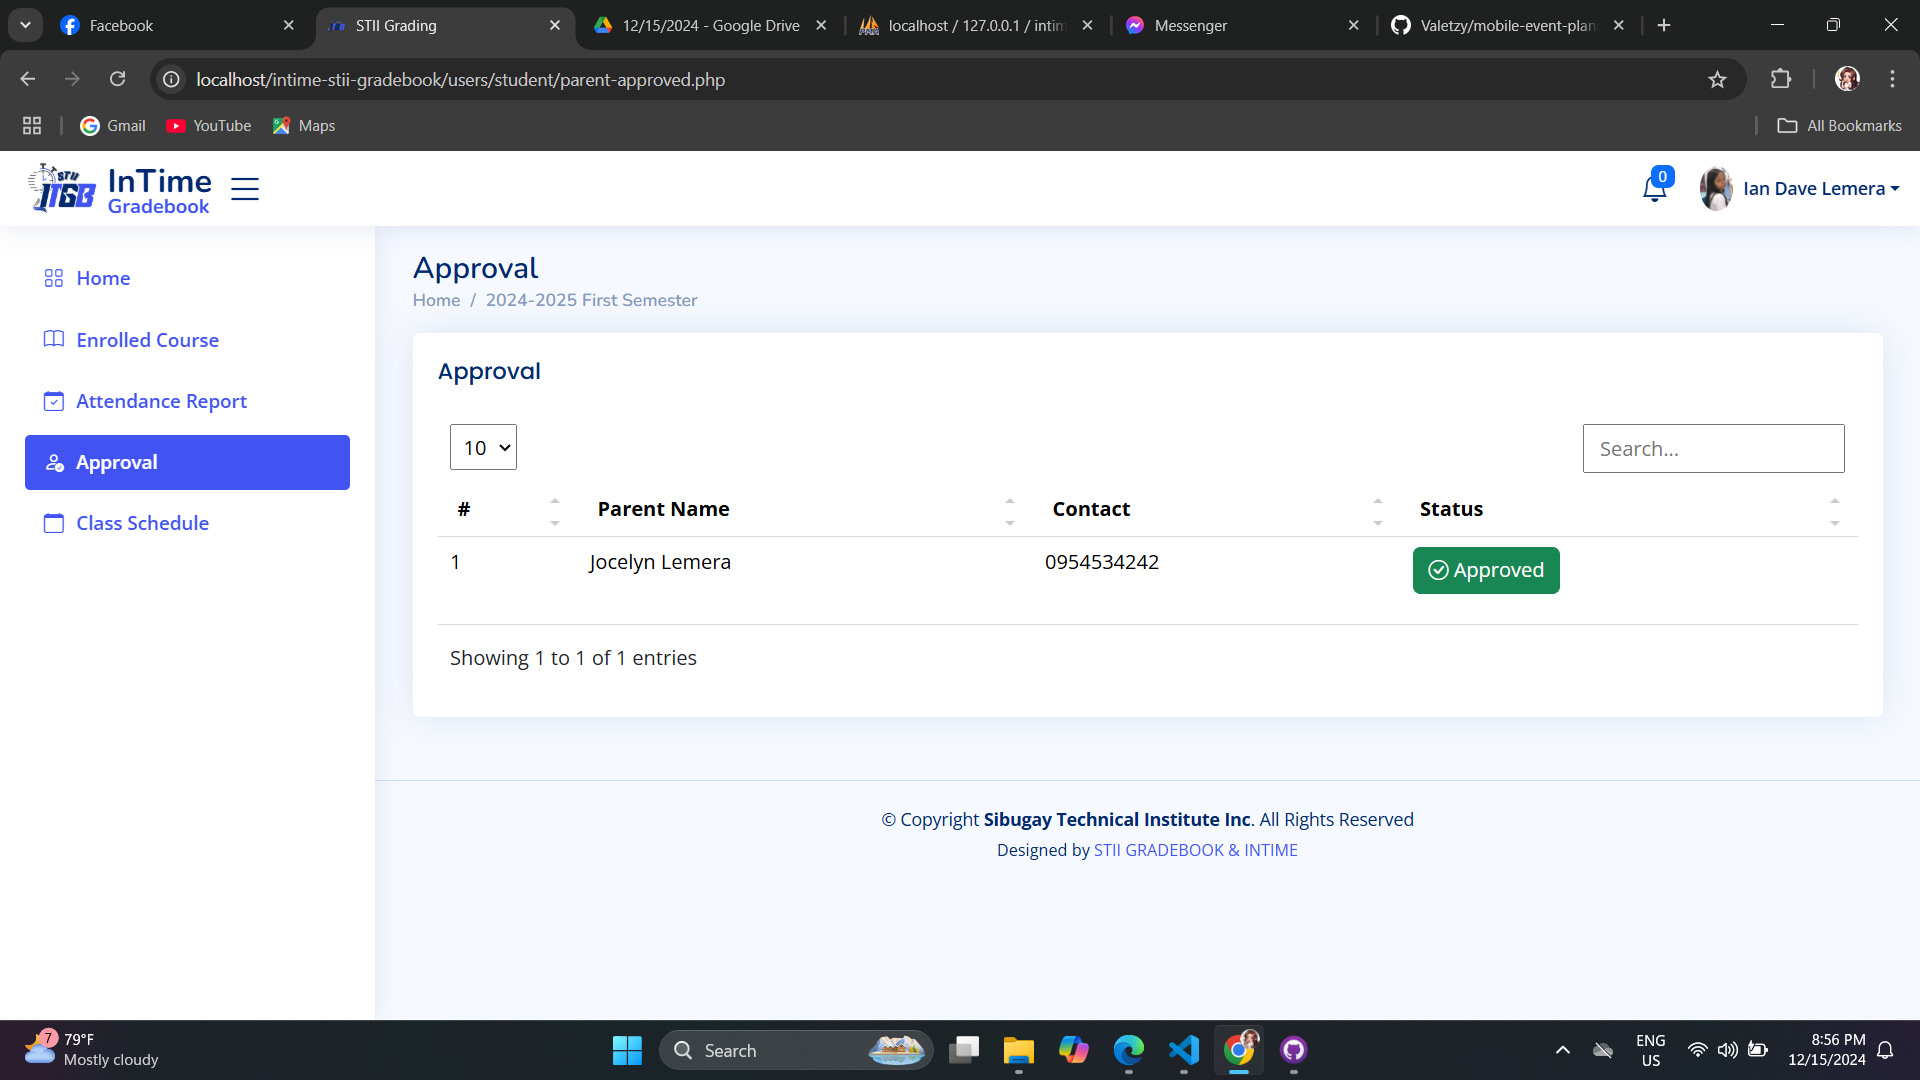 Facebook
STII Grading
12/15/2024 - Google Drive
localhost / 127.0.0.1 / intim
Messenger
Valetzy/mobile-event-plan
localhost/intime-stii-gradebook/users/student/parent-approved.php
Gmail
YouTube
Maps
All Bookmarks
STII
ITGB
InTime
Gradebook
0
Ian Dave Lemera
Home
Enrolled Course
Attendance Report
Approval
Class Schedule
Approval
Home / 2024-2025 First Semester
Approval
10
Search...
# Parent Name Contact Status
1 Jocelyn Lemera 0954534242 Approved
Showing 1 to 1 of 1 entries
© Copyright Sibugay Technical Institute Inc. All Rights Reserved
Designed by STII GRADEBOOK & INTIME
7
79°F
Mostly cloudy
Search
ENG
US
8:56 PM
12/15/2024